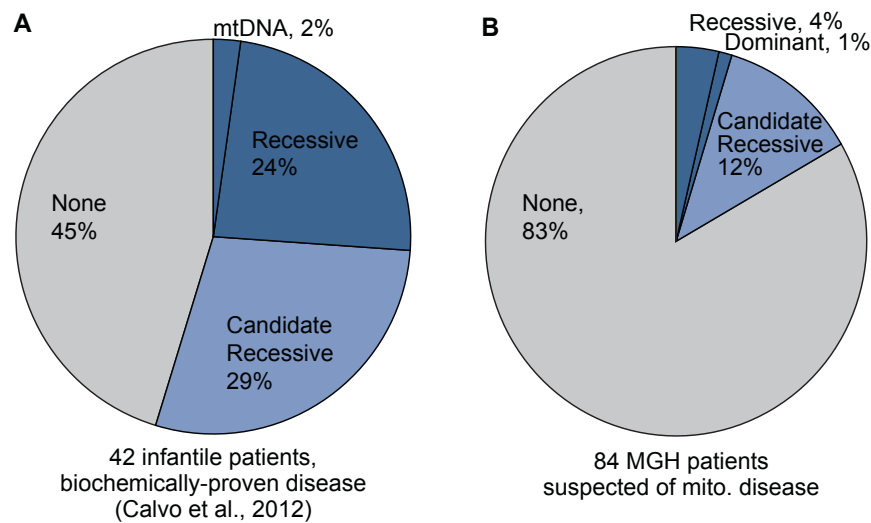 A
mtDNA, 2%
Recessive
24%
None
45%
Candidate
Recessive
29%
42 infantile patients,
biochemically-proven disease
(Calvo et al., 2012)
B
Recessive, 4%
Dominant, 1%
Candidate
Recessive
12%
None,
83%
84 MGH patients
suspected of mito. disease